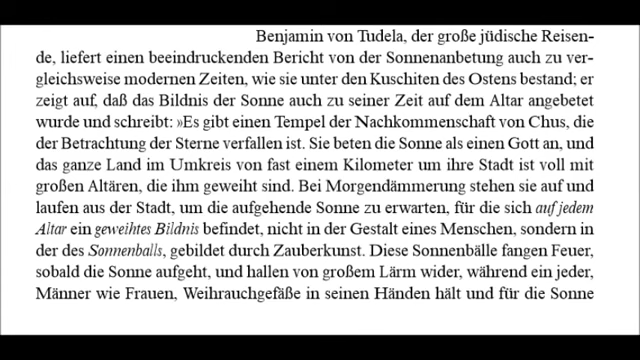 Benjamin von Tudela, der große jüdische Reisen-
de, liefert einen beeindruckenden Bericht von der Sonnenanbetung auch zu ver-
gleichsweise modernen Zeiten, wie sie unter den Kuschiten des Ostens bestand; er
zeigt auf, daß das Bildnis der Sonne auch zu seiner Zeit auf dem Altar angebetet
wurde und schreibt: »Es gibt einen Tempel der Nachkommenschaft von Chus, die
der Betrachtung der Sterne verfallen ist. Sie beten die Sonne als einen Gott an, und
das ganze Land im Umkreis von fast einem Kilometer um ihre Stadt ist voll mit
großen Altären, die ihm geweiht sind. Bei Morgendämmerung stehen sie auf und
laufen aus der Stadt, um die aufgehende Sonne zu erwarten, für die sich auf jedem
Altar ein geweihtes Bildnis befindet, nicht in der Gestalt eines Menschen, sondern in
der des Sonnenballs, gebildet durch Zauberkunst. Diese Sonnenbälle fangen Feuer,
sobald die Sonne aufgeht, und hallen von großem Lärm wider, während ein jeder,
Männer wie Frauen, Weihrauchgefäße in seinen Händen hält und für die Sonne